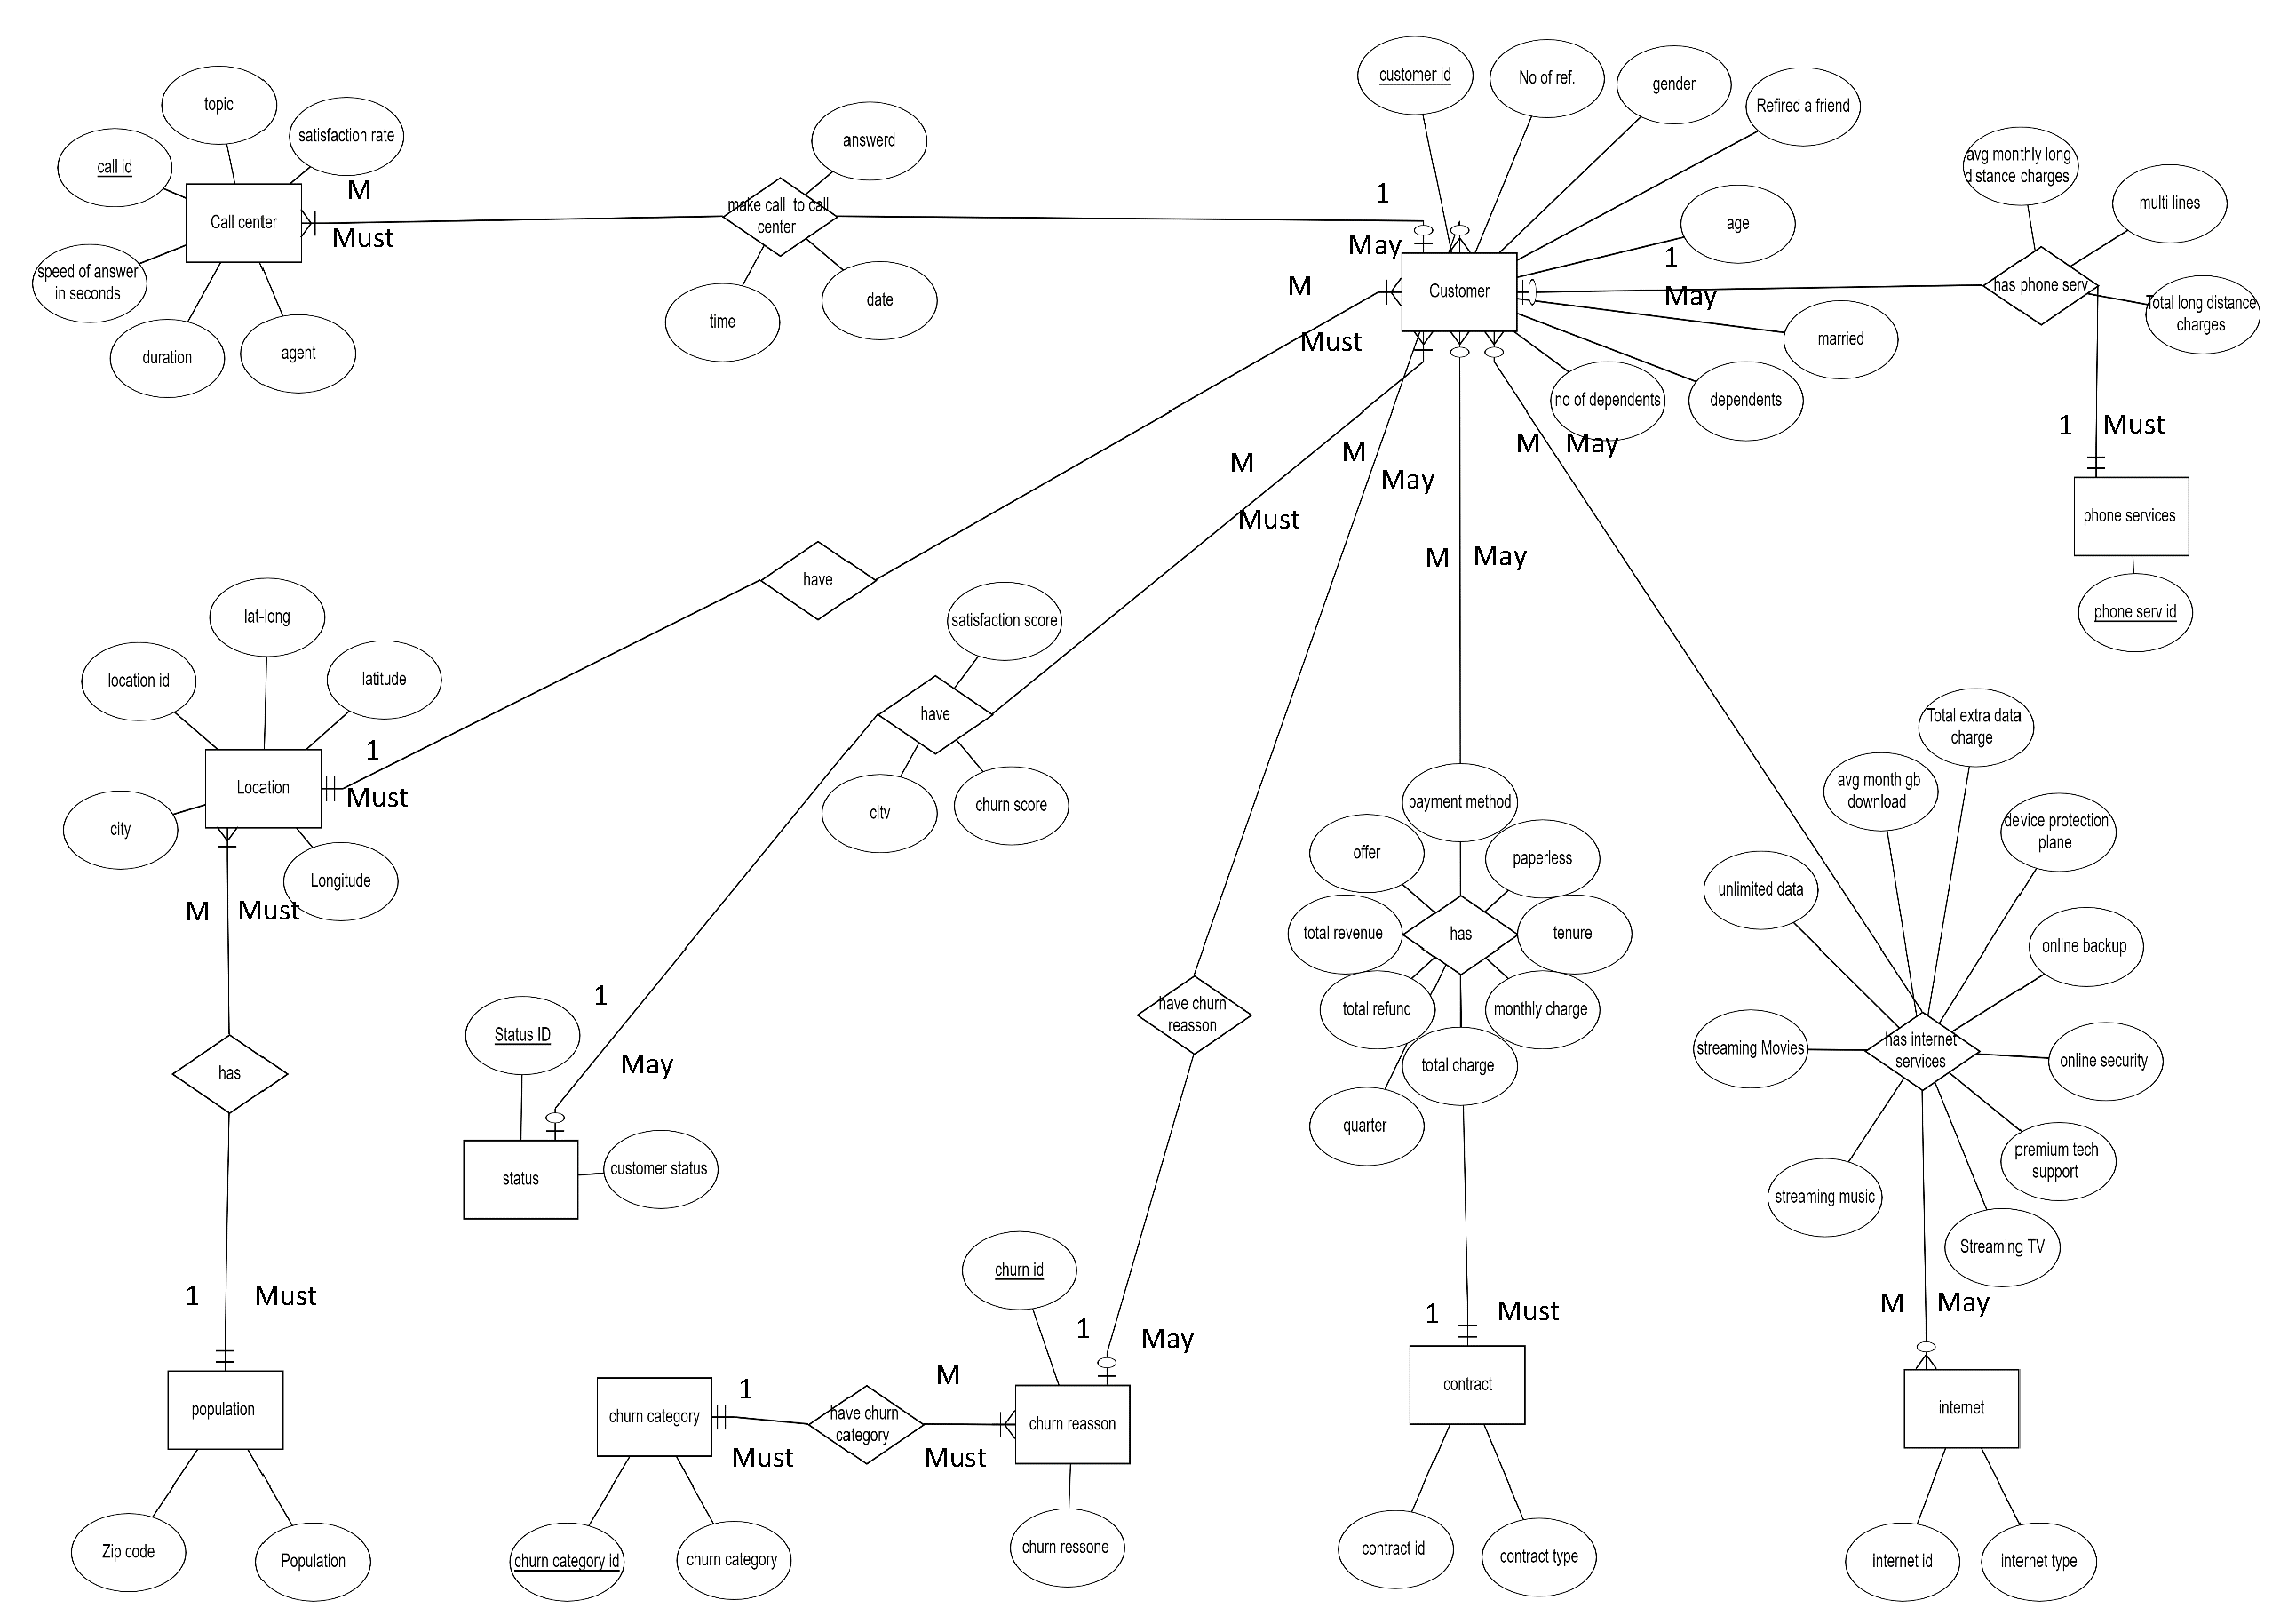 customer id
No of ref.
gender
Refired a friend
topic
satisfaction rate
call id
Call center
M
Must
speed of answer
in seconds
duration
agent
answerd
make call to call
center
time
date
1
May
Customer
age
1
May
married
dependents
no of dependents
avg monthly long
distance charges
multi lines
has phone serv
Total long distance
charges
1
Must
phone services
phone serv id
M
Must
have
M
Must
M
May
M
May
M
May
lat-long
location id
latitude
Location
1
Must
city
Longitude
M
Must
has
1
Must
population
Zip code
Population
satisfaction score
have
cltv
churn score
1
May
Status ID
status
customer status
have churn
reasson
payment method
offer
paperless
total revenue
has
tenure
total refund
monthly charge
total charge
quarter
1
Must
contract
contract id
contract type
Total extra data
charge
avg month gb
download
device protection
plane
unlimited data
online backup
streaming Movies
has internet
services
online security
premium tech
support
streaming music
Streaming TV
M
May
internet
internet id
internet type
churn id
1
May
churn category
1
Must
have churn
category
M
Must
churn reasson
churn category id
churn category
churn ressone